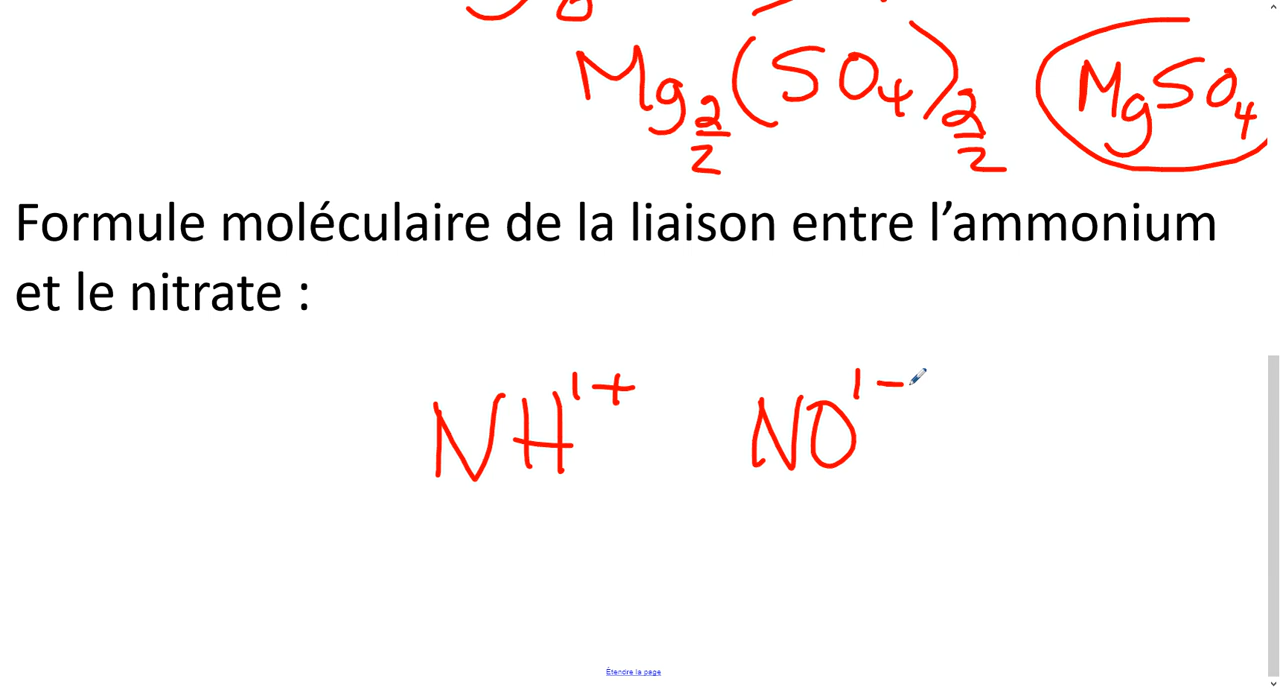 Mg2/2(SO4)2/2 MgSO4
Formule moléculaire de la liaison entre l’ammonium
et le nitrate :
NH¹⁺ NO¹⁻
Étendre la page